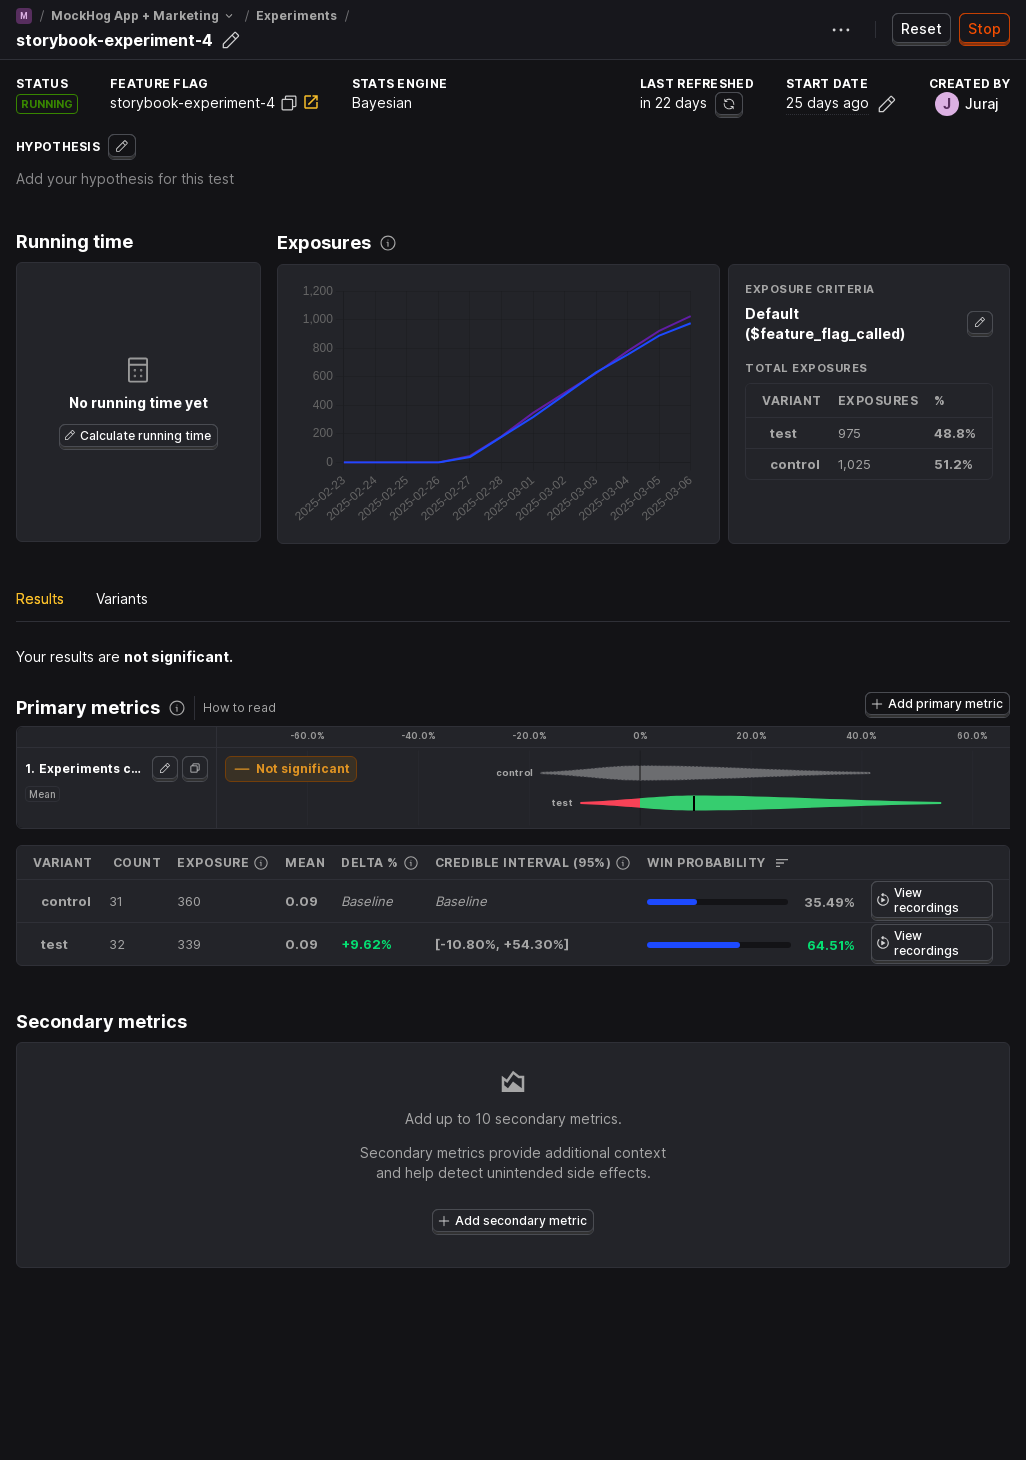 M / MockHog App + Marketing / Experiments /
storybook-experiment-4
Reset Stop
STATUS FEATURE FLAG STATS ENGINE LAST REFRESHED START DATE CREATED BY
RUNNING storybook-experiment-4 Bayesian in 22 days 25 days ago J Juraj
HYPOTHESIS
Add your hypothesis for this test
Running time
No running time yet
Calculate running time
Exposures
1,200
1,000
800
600
400
200
0
2025-02-23 2025-02-24 2025-02-25 2025-02-26 2025-02-27 2025-02-28 2025-03-01 2025-03-02 2025-03-03 2025-03-04 2025-03-05 2025-03-06
EXPOSURE CRITERIA
Default
($feature_flag_called)
TOTAL EXPOSURES
VARIANT EXPOSURES %
test 975 48.8%
control 1,025 51.2%
Results Variants
Your results are not significant.
Primary metrics How to read
Add primary metric
-60.0% -40.0% -20.0% 0% 20.0% 40.0% 60.0%
1. Experiments c... Not significant
Mean
control
test
VARIANT COUNT EXPOSURE MEAN DELTA % CREDIBLE INTERVAL (95%) WIN PROBABILITY
control 31 360 0.09 Baseline Baseline 35.49% View
recordings
test 32 339 0.09 +9.62% [-10.80%, +54.30%] 64.51% View
recordings
Secondary metrics
Add up to 10 secondary metrics.
Secondary metrics provide additional context
and help detect unintended side effects.
Add secondary metric